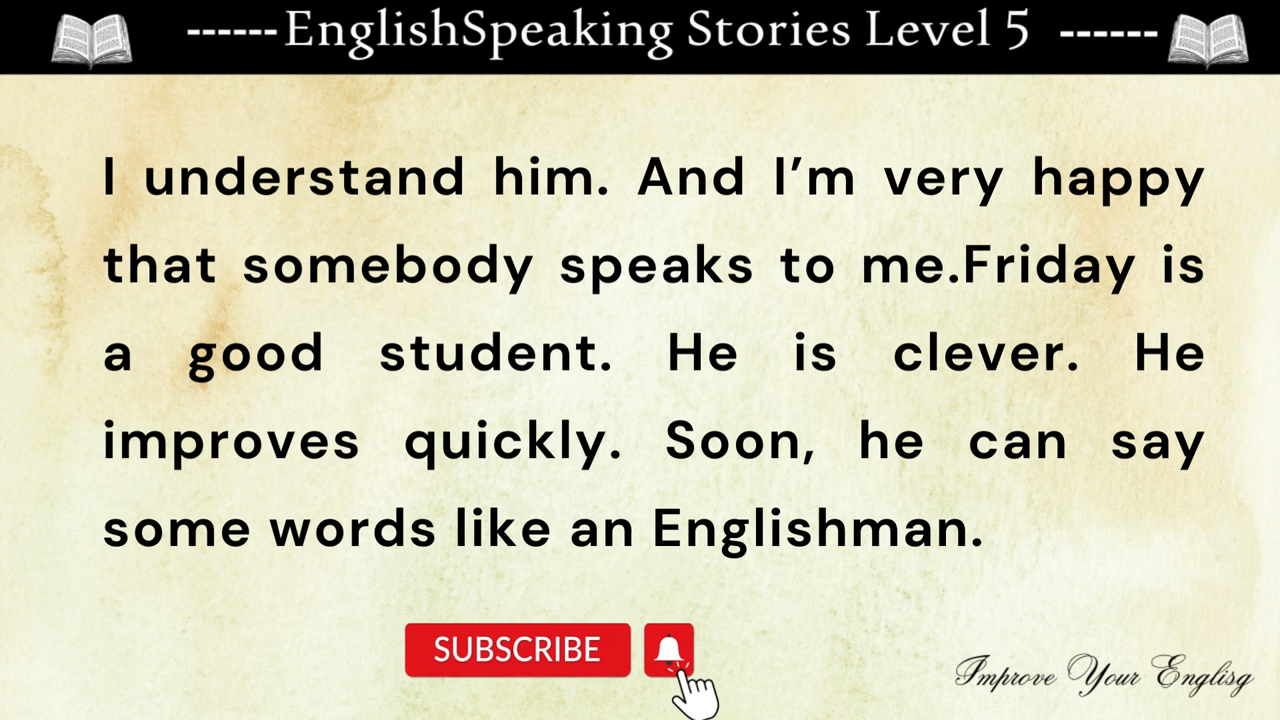 ------EnglishSpeaking Stories Level 5 ------
I understand him. And I’m very happy
that somebody speaks to me.Friday is
a good student. He is clever. He
improves quickly. Soon, he can say
some words like an Englishman.
SUBSCRIBE
Improve Your Englisg